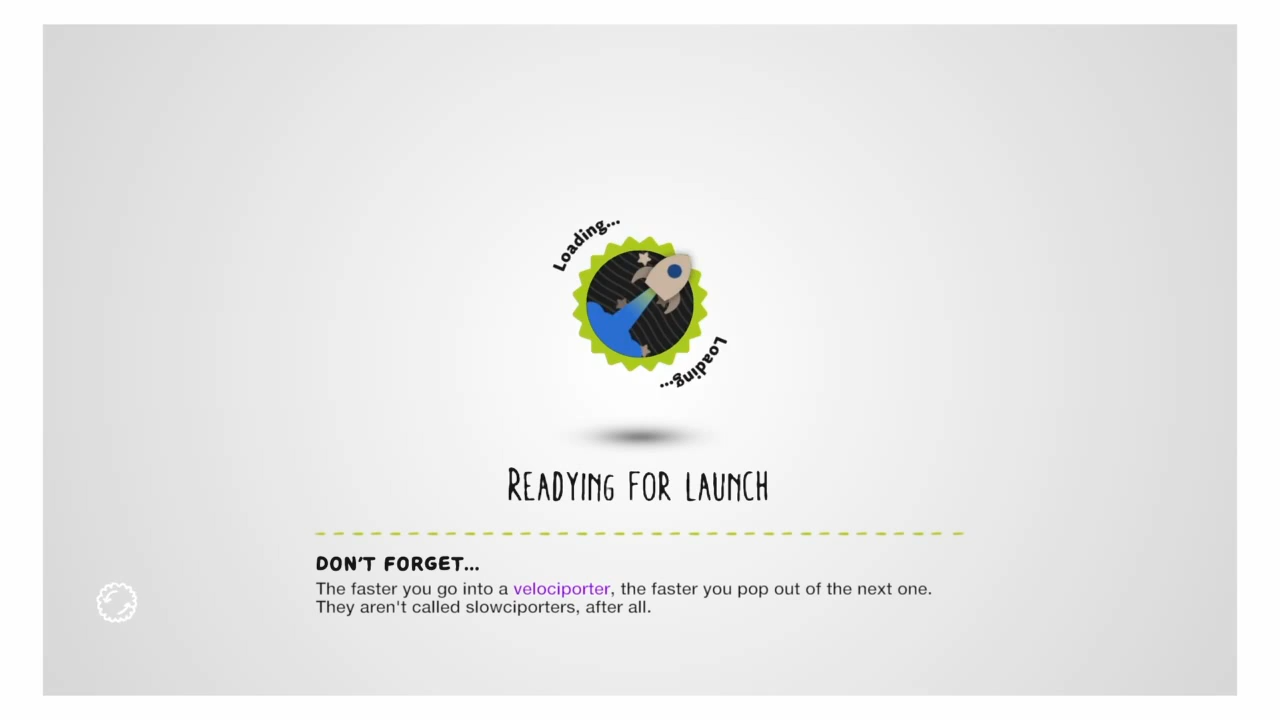 Loading...
Loading...
READYING FOR LAUNCH
DON'T FORGET...
The faster you go into a velociporter, the faster you pop out of the next one.
They aren't called slowciporters, after all.